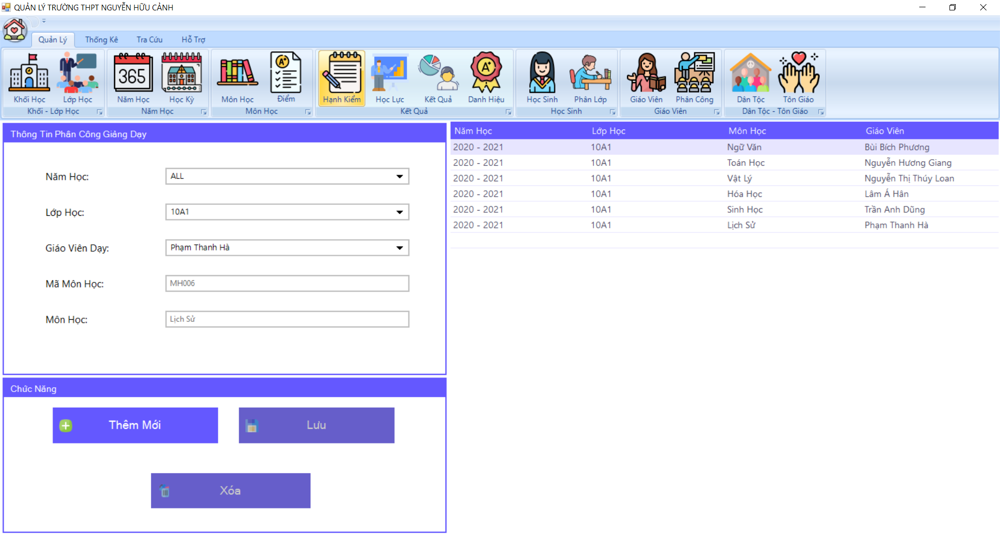 QUẢN LÝ TRƯỜNG THPT NGUYỄN HỮU CẢNH
Quản Lý Thống Kê Tra Cứu Hỗ Trợ
365 A+ A+
Khối Học Lớp Học Năm Học Học Kỳ Môn Học Điểm Hạnh Kiểm Học Lực Kết Quả Danh Hiệu Học Sinh Phân Lớp Giáo Viên Phân Công Dân Tộc Tôn Giáo
Khối - Lớp Học Năm Học Môn Học Kết Quả Học Sinh Giáo Viên Dân Tộc - Tôn Giáo
Thông Tin Phân Công Giảng Dạy
Năm Học: ALL
Lớp Học: 10A1
Giáo Viên Dạy: Phạm Thanh Hà
Mã Môn Học: MH006
Môn Học: Lịch Sử
Chức Năng
Thêm Mới Lưu
Xóa
Năm Học Lớp Học Môn Học Giáo Viên
2020 - 2021 10A1 Ngữ Văn Bùi Bích Phương
2020 - 2021 10A1 Toán Học Nguyễn Hương Giang
2020 - 2021 10A1 Vật Lý Nguyễn Thị Thúy Loan
2020 - 2021 10A1 Hóa Học Lâm Á Hân
2020 - 2021 10A1 Sinh Học Trần Anh Dũng
2020 - 2021 10A1 Lịch Sử Phạm Thanh Hà